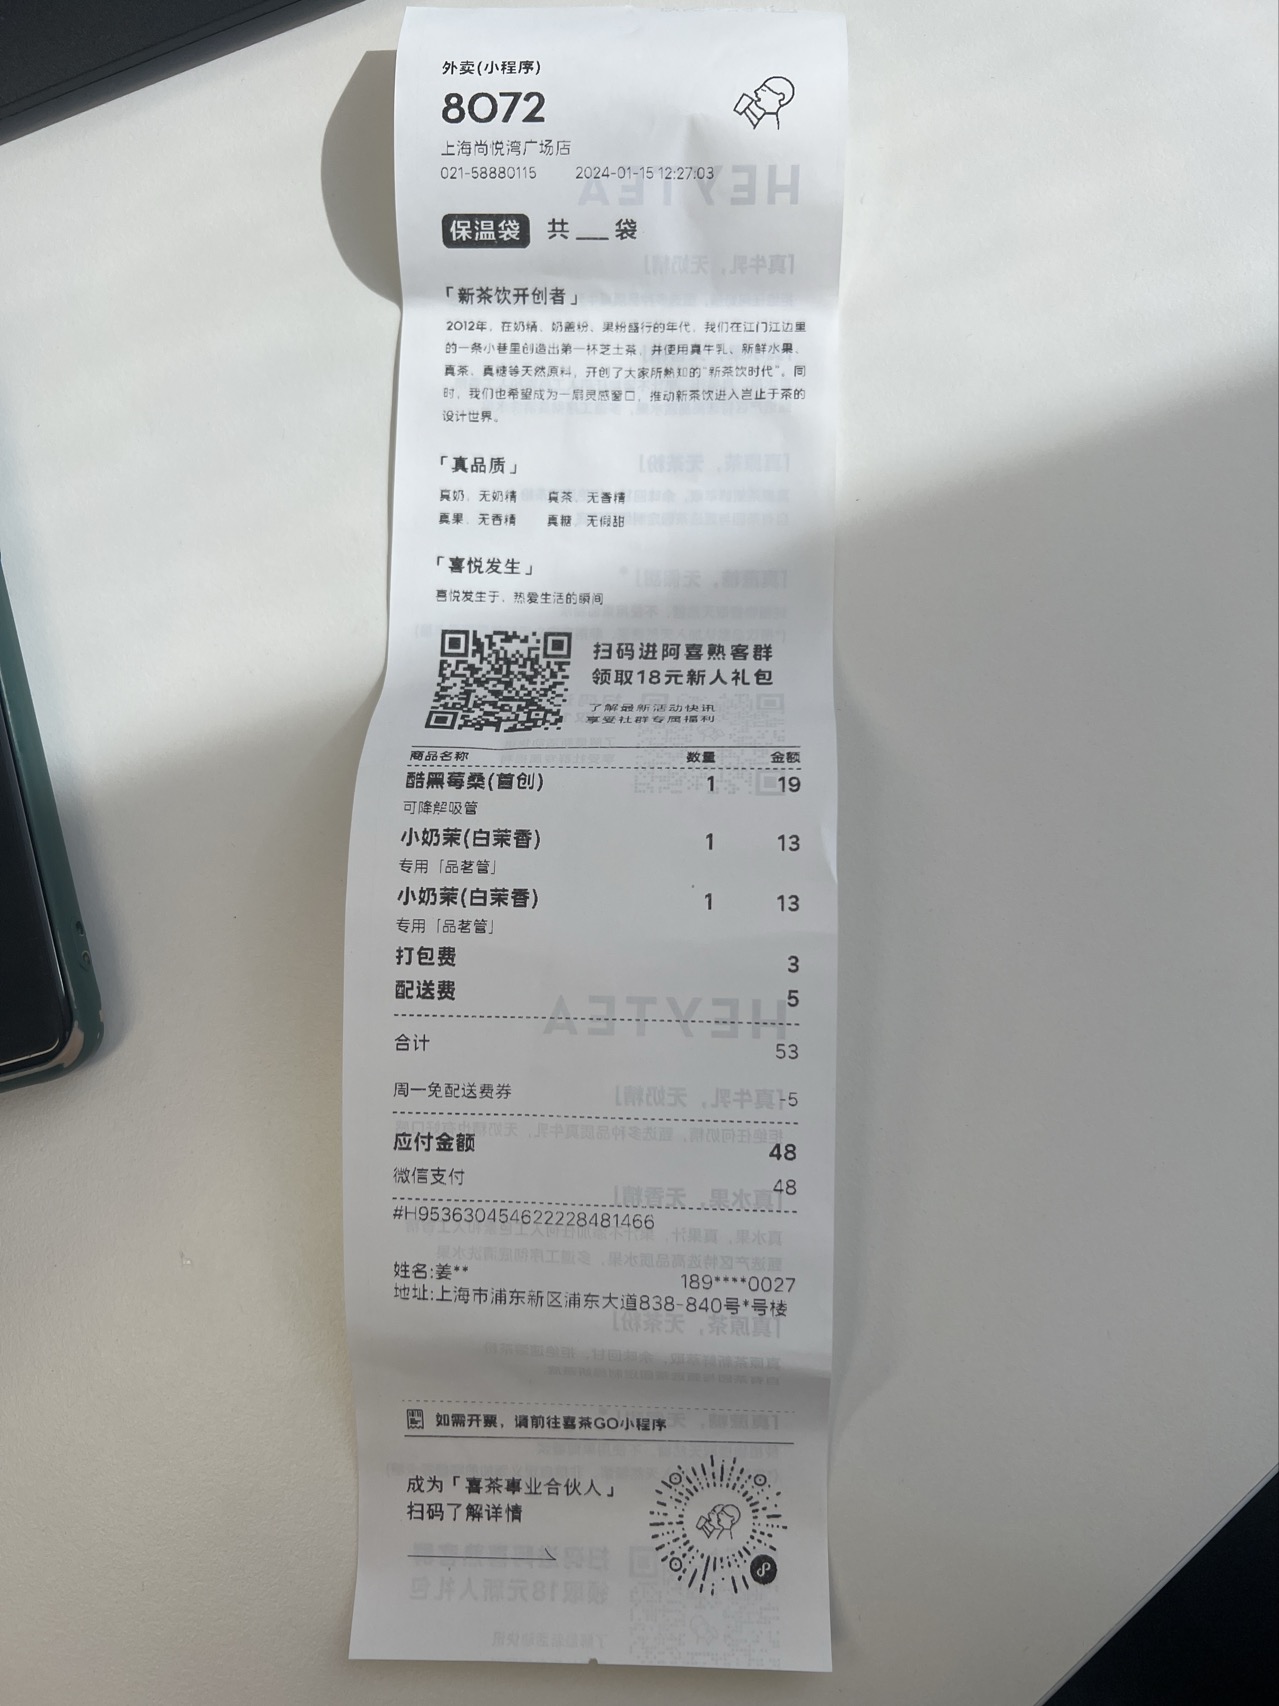 外卖(小程序)
8072
上海尚悦湾广场店
021-58880115 2024-01-15 12:27:03
保温袋 共___袋
「新茶饮开创者」
2012年，在奶精、奶盖粉、果粉盛行的年代，我们在江门江边里
的一条小巷里创造出第一杯芝士茶，并使用真牛乳、新鲜水果、
真茶、真糖等天然原料，开创了大家所熟知的"新茶饮时代"。同
时，我们也希望成为一扇灵感窗口，推动新茶饮进入岂止于茶的
设计世界。
「真品质」
真奶，无奶精 真茶，无香精
真果，无香精 真糖，无假甜
「喜悦发生」
喜悦发生于，热爱生活的瞬间
扫码进阿喜熟客群
领取18元新人礼包
了解最新活动快讯
享受社群专属福利
商品名称 数量 金额
酷黑莓桑(首创) 1 19
可降解吸管
小奶茉(白茉香) 1 13
专用「品茗管」
小奶茉(白茉香) 1 13
专用「品茗管」
打包费 3
配送费 5
合计 53
周一免配送费券 -5
应付金额 48
微信支付 48
#H953630454622228481466
姓名:姜** 189****0027
地址:上海市浦东新区浦东大道838-840号*号楼
如需开票，请前往喜茶GO小程序
成为「喜茶事业合伙人」
扫码了解详情